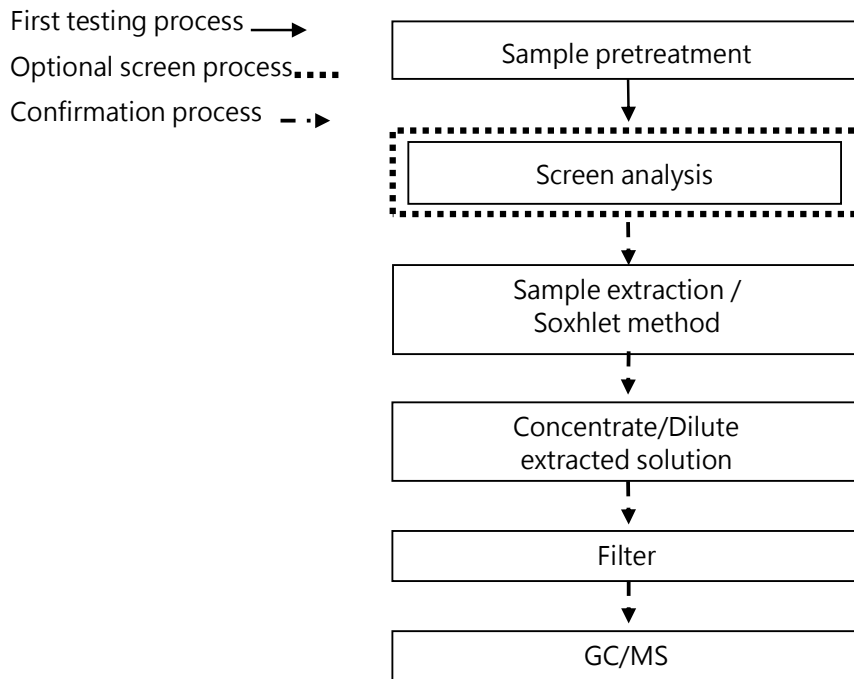 First testing process
Optional screen process
Confirmation process
Sample pretreatment
Screen analysis
Sample extraction /
Soxhlet method
Concentrate/Dilute
extracted solution
Filter
GC/MS